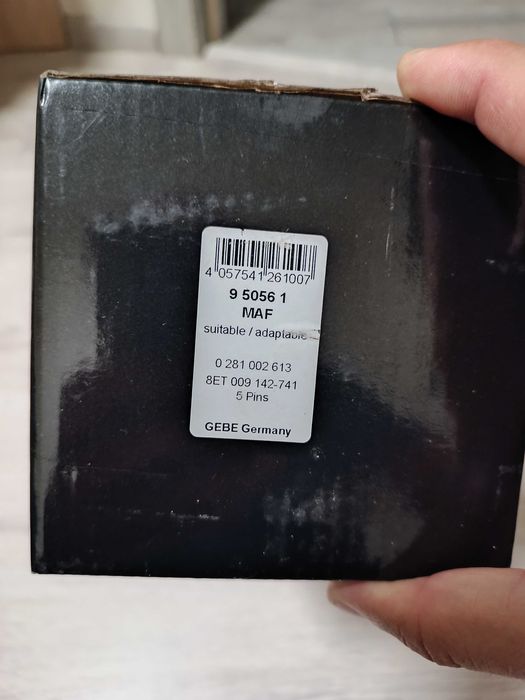 4 057541 261007
9 5056 1
MAF
suitable / adaptable
0 281 002 613
8ET 009 142-741
5 Pins
GEBE Germany